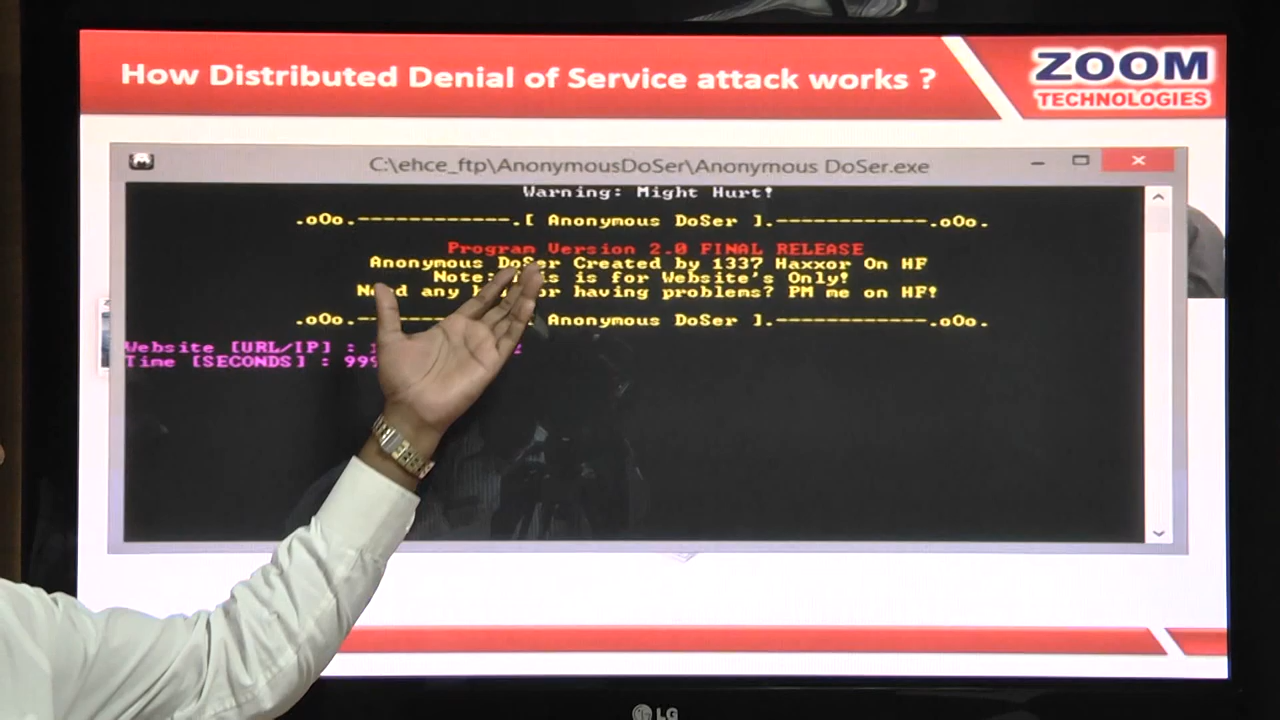 How Distributed Denial of Service attack works ?
ZOOM
TECHNOLOGIES
C:\ehce_ftp\AnonymousDoSer\Anonymous DoSer.exe
Warning: Might Hurt!
.oOo.------------.[ Anonymous DoSer ].------------.oOo.
Program Version 2.0 FINAL RELEASE
Anonymous DoSer Created by 1337 Haxxor On HF
Note: is for Website's Only!
any having problems? PM me on HF!
.oOo. Anonymous DoSer ].------------.oOo.
Website [URL/IP] :
Time [SECONDS] : 999
LG